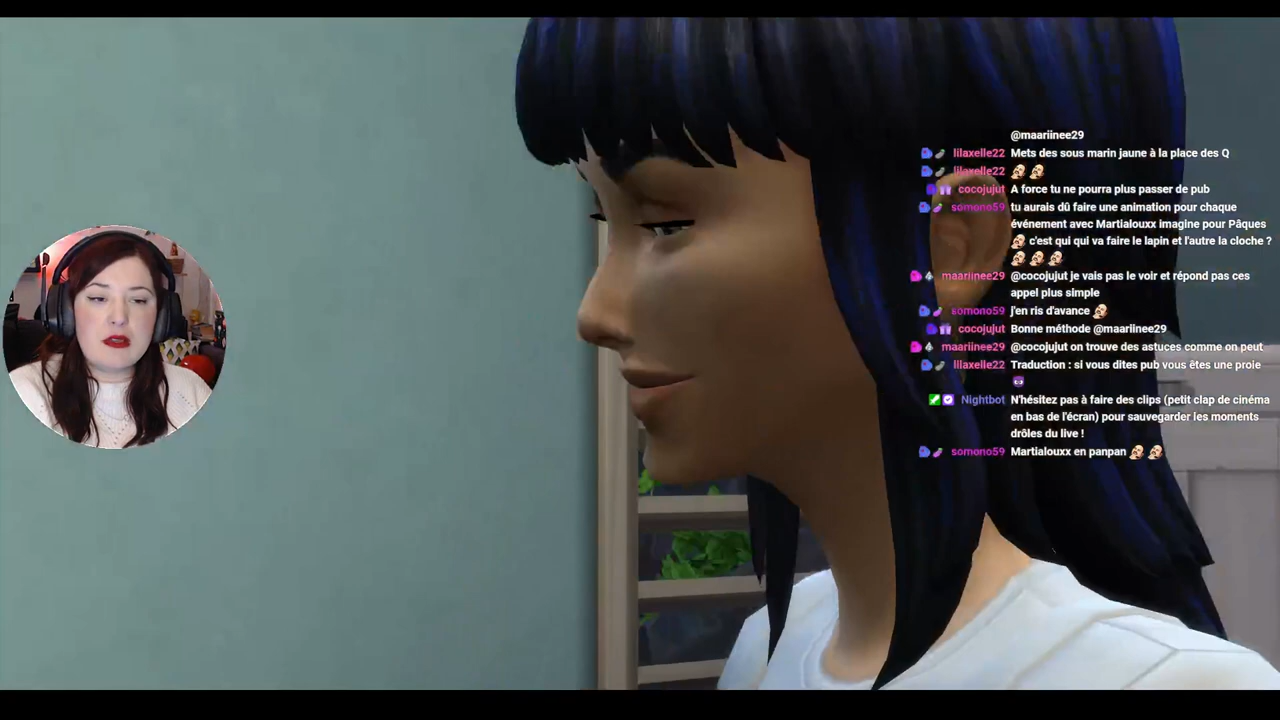 @maariinee29
lilaxelle22 Mets des sous marin jaune à la place des Q
lilaxelle22
cocojujut A force tu ne pourra plus passer de pub
somono59 tu aurais dû faire une animation pour chaque
événement avec Martialouxx imagine pour Pâques
c'est qui qui va faire le lapin et l'autre la cloche ?
maariinee29 @cocojujut je vais pas le voir et répond pas ces
appel plus simple
somono59 j'en ris d'avance
cocojujut Bonne méthode @maariinee29
maariinee29 @cocojujut on trouve des astuces comme on peut
lilaxelle22 Traduction : si vous dites pub vous êtes une proie
Nightbot N'hésitez pas à faire des clips (petit clap de cinéma
en bas de l'écran) pour sauvegarder les moments
drôles du live !
somono59 Martialouxx en panpan